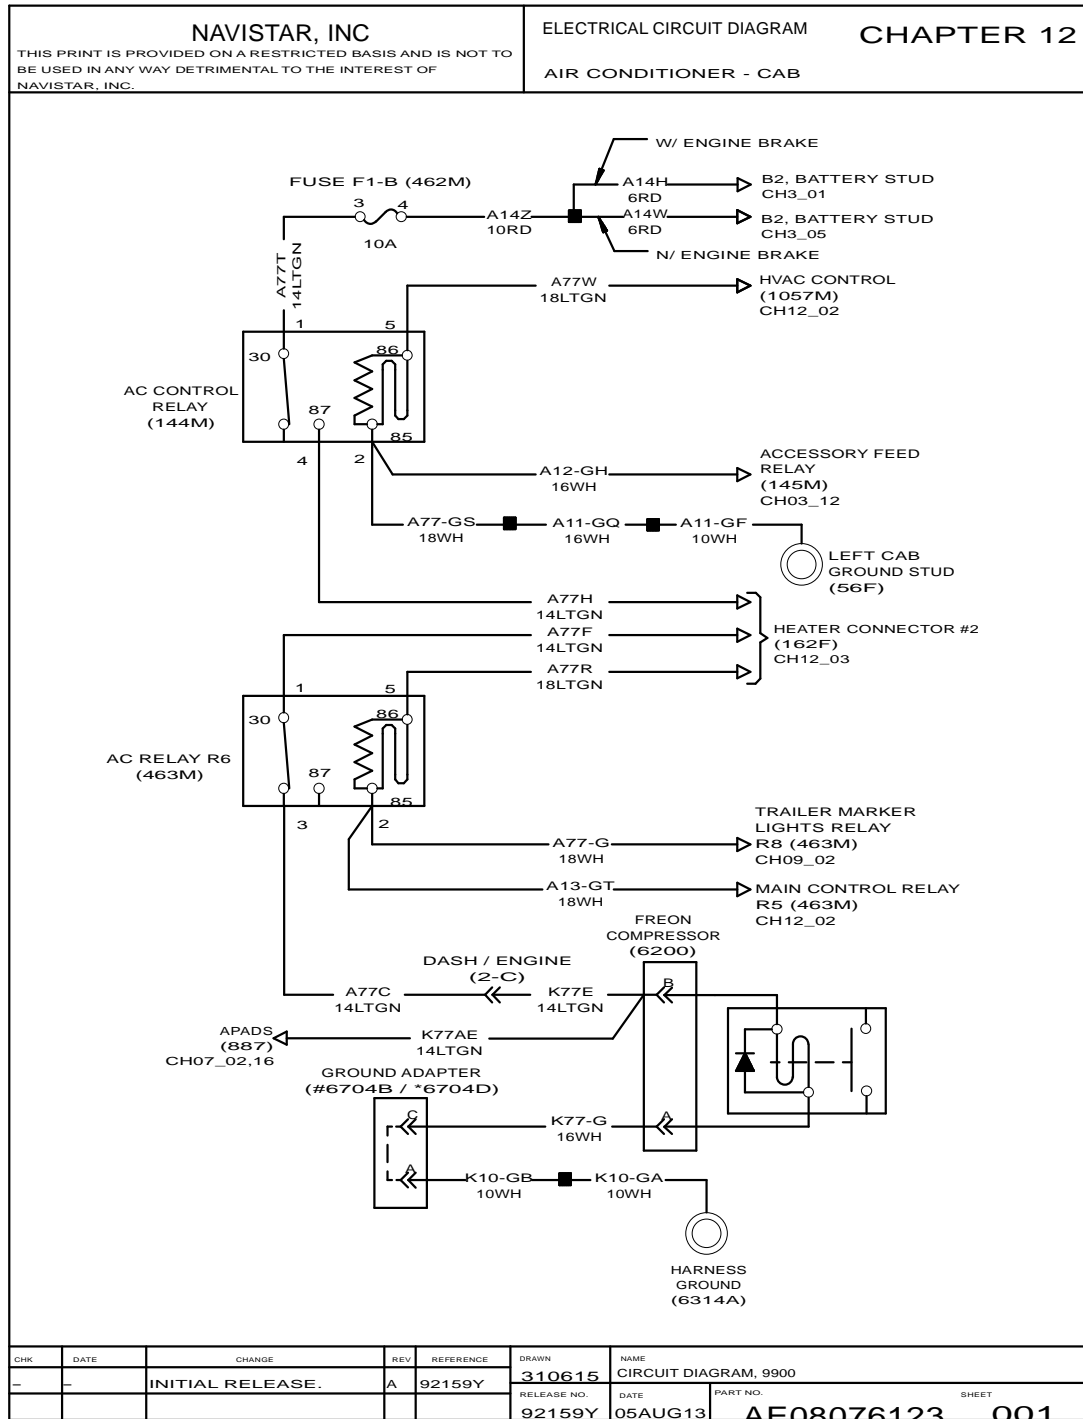 NAVISTAR, INC
THIS PRINT IS PROVIDED ON A RESTRICTED BASIS AND IS NOT TO
BE USED IN ANY WAY DETRIMENTAL TO THE INTEREST OF
NAVISTAR, INC.
ELECTRICAL CIRCUIT DIAGRAM
CHAPTER 12
AIR CONDITIONER - CAB
W/ ENGINE BRAKE
FUSE F1-B (462M)
3
4
10A
A14Z
10RD
A14H
6RD
B2, BATTERY STUD
CH3_01
A14W
6RD
B2, BATTERY STUD
CH3_05
N/ ENGINE BRAKE
A77T
14LTGN
A77W
18LTGN
HVAC CONTROL
(1057M)
CH12_02
1
5
30
86
AC CONTROL
RELAY
(144M)
87
85
4
2
A12-GH
16WH
ACCESSORY FEED
RELAY
(145M)
CH03_12
A77-GS
18WH
A11-GQ
16WH
A11-GF
10WH
LEFT CAB
GROUND STUD
(56F)
A77H
14LTGN
A77F
14LTGN
A77R
18LTGN
HEATER CONNECTOR #2
(162F)
CH12_03
1
5
30
86
AC RELAY R6
(463M)
87
85
3
2
A77-G
18WH
TRAILER MARKER
LIGHTS RELAY
R8 (463M)
CH09_02
A13-GT
18WH
MAIN CONTROL RELAY
R5 (463M)
CH12_02
FREON
COMPRESSOR
(6200)
DASH / ENGINE
(2-C)
A77C
14LTGN
K77E
14LTGN
B
APADS
(887)
CH07_02,16
K77AE
14LTGN
GROUND ADAPTER
(#6704B / *6704D)
C
K77-G
16WH
A
A
K10-GB
10WH
K10-GA
10WH
HARNESS
GROUND
(6314A)
CHK
DATE
CHANGE
REV
REFERENCE
DRAWN
NAME
–
–
INITIAL RELEASE.
A
92159Y
310615
CIRCUIT DIAGRAM, 9900
RELEASE NO.
DATE
PART NO.
SHEET
92159Y
05AUG13
AE08076123
001